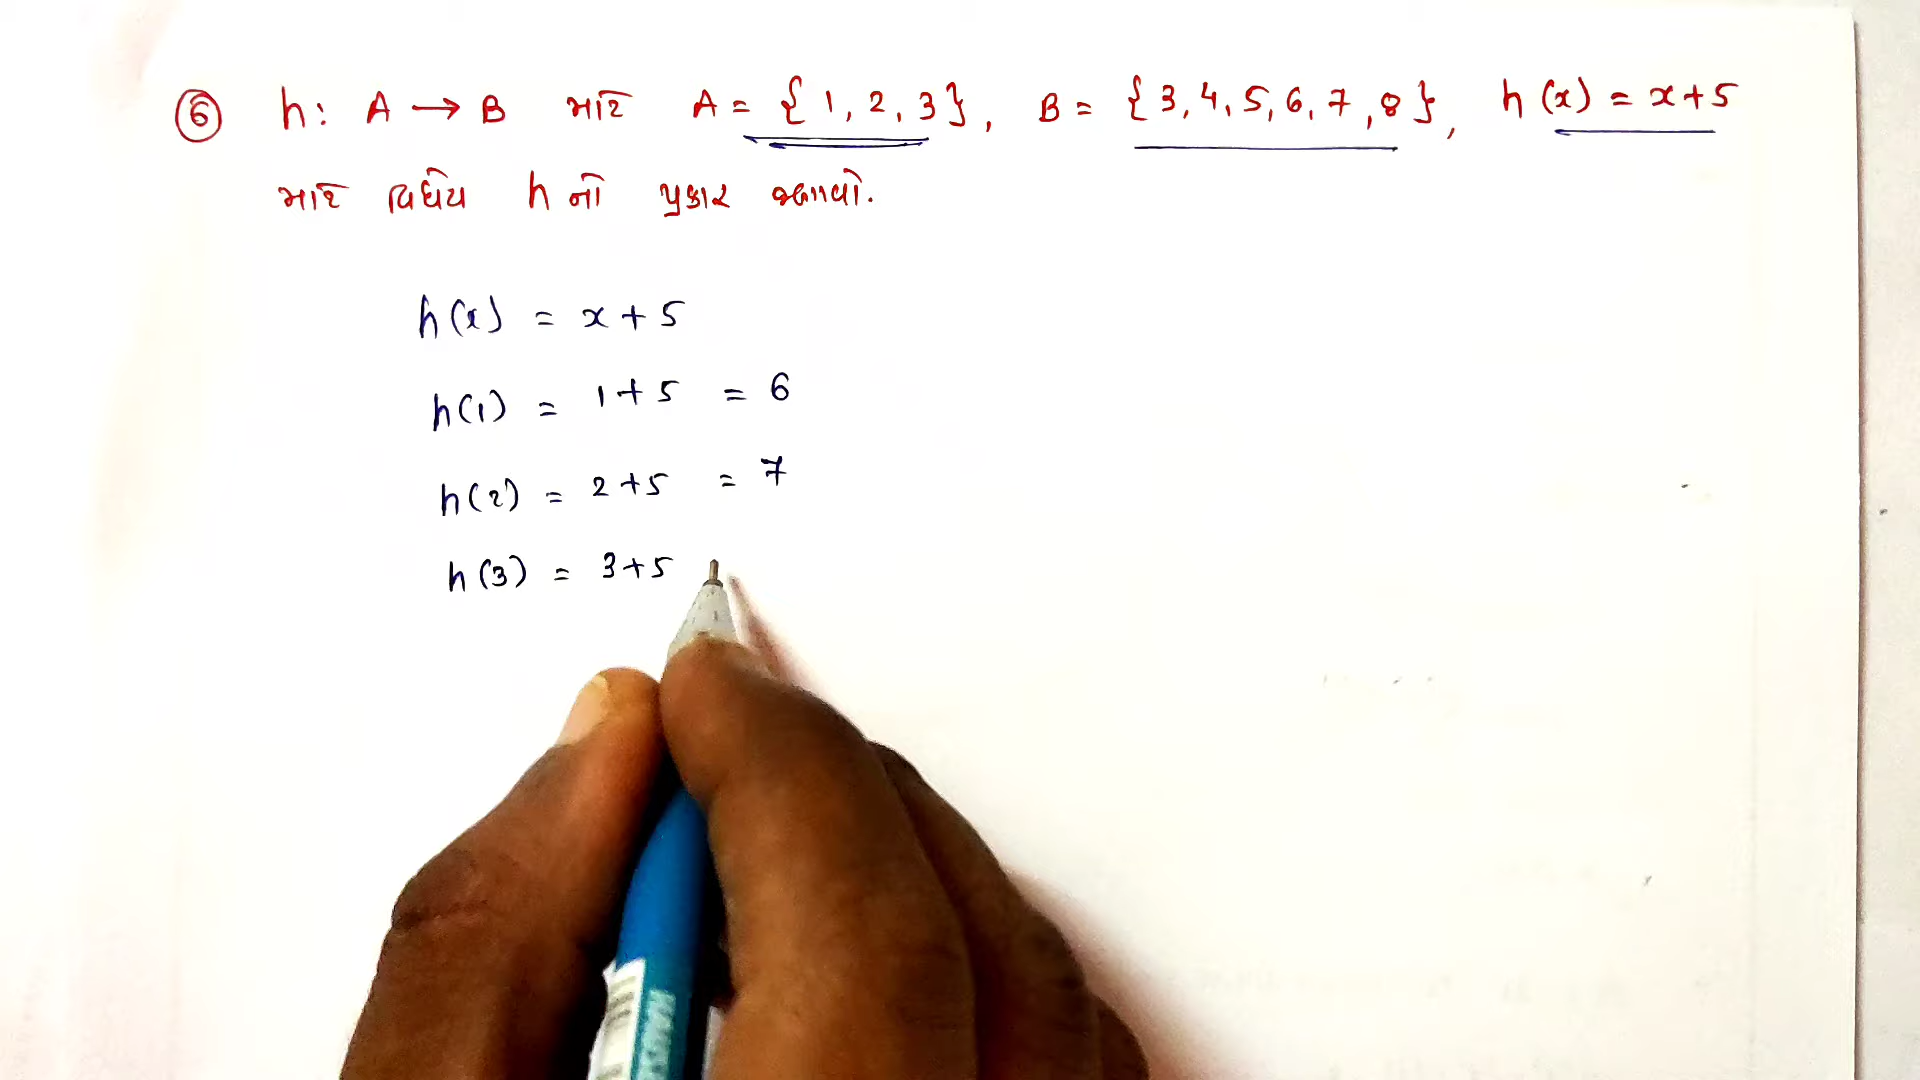 ⑥ h: A → B માટે A = {1, 2, 3}, B = {3, 4, 5, 6, 7, 8}, h(x) = x+5
માટે વિધેય h નો પ્રકાર જણાવો.
h(x) = x + 5
h(1) = 1+5 = 6
h(2) = 2+5 = 7
h(3) = 3+5